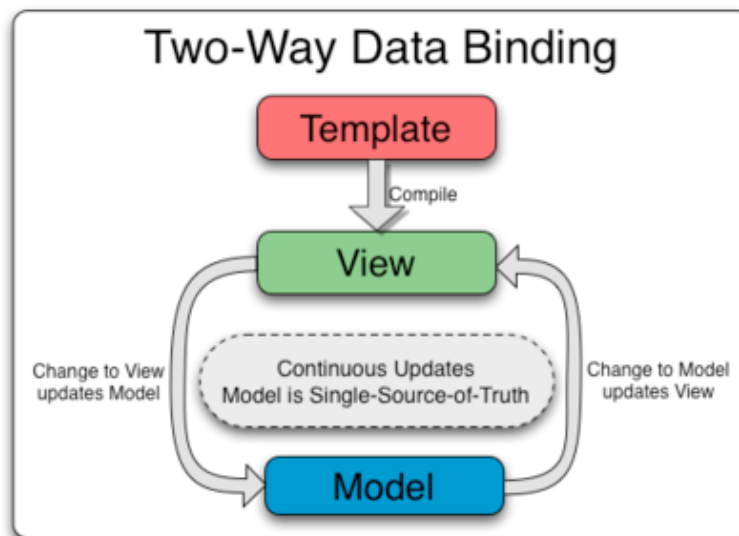 Two-Way Data Binding
Template
Compile
View
Change to View
updates Model
Continuous Updates
Model is Single-Source-of-Truth
Change to Model
updates View
Model